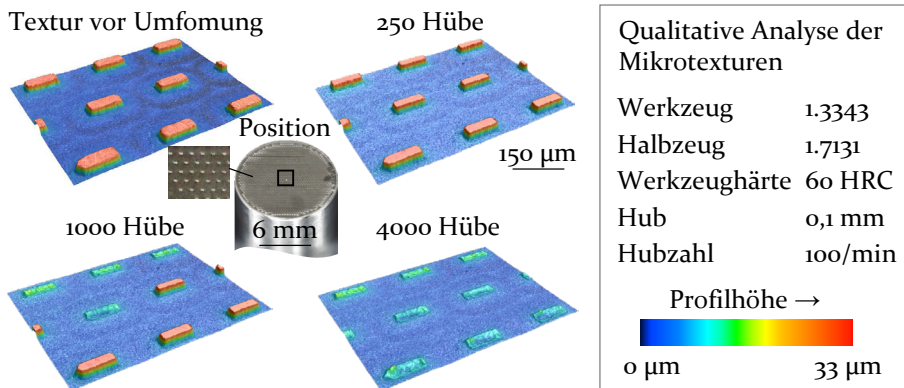 Textur vor Umfomung
250 Hübe
Position
150 µm
6 mm
1000 Hübe
4000 Hübe
Qualitative Analyse der
Mikrotexturen
Werkzeug 1.3343
Halbzeug 1.7131
Werkzeughärte 60 HRC
Hub 0,1 mm
Hubzahl 100/min
Profilhöhe →
0 µm 33 µm